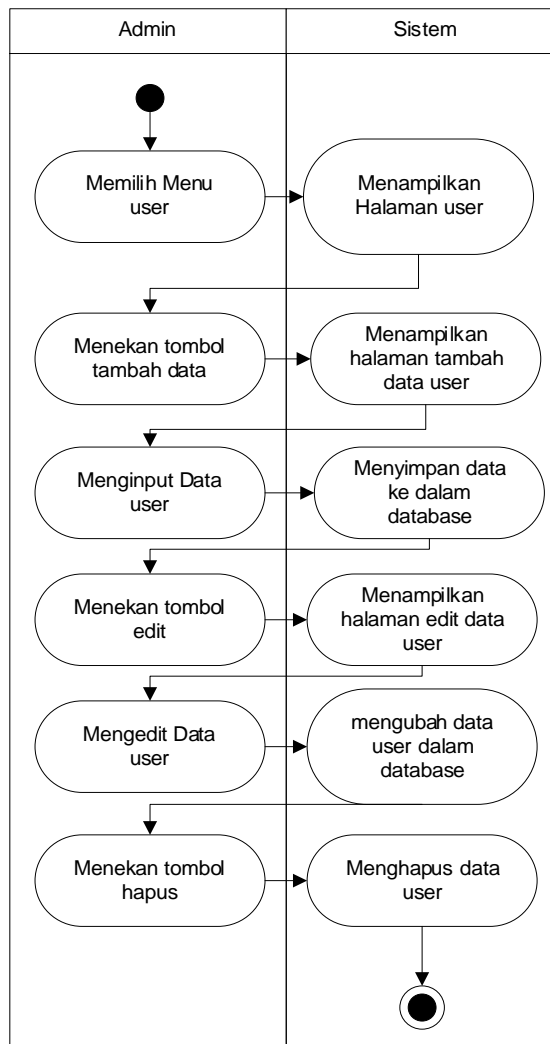 Admin
Sistem
Memilih Menu
user
Menampilkan
Halaman user
Menekan tombol
tambah data
Menampilkan
halaman tambah
data user
Menginput Data
user
Menyimpan data
ke dalam
database
Menekan tombol
edit
Menampilkan
halaman edit data
user
Mengedit Data
user
mengubah data
user dalam
database
Menekan tombol
hapus
Menghapus data
user